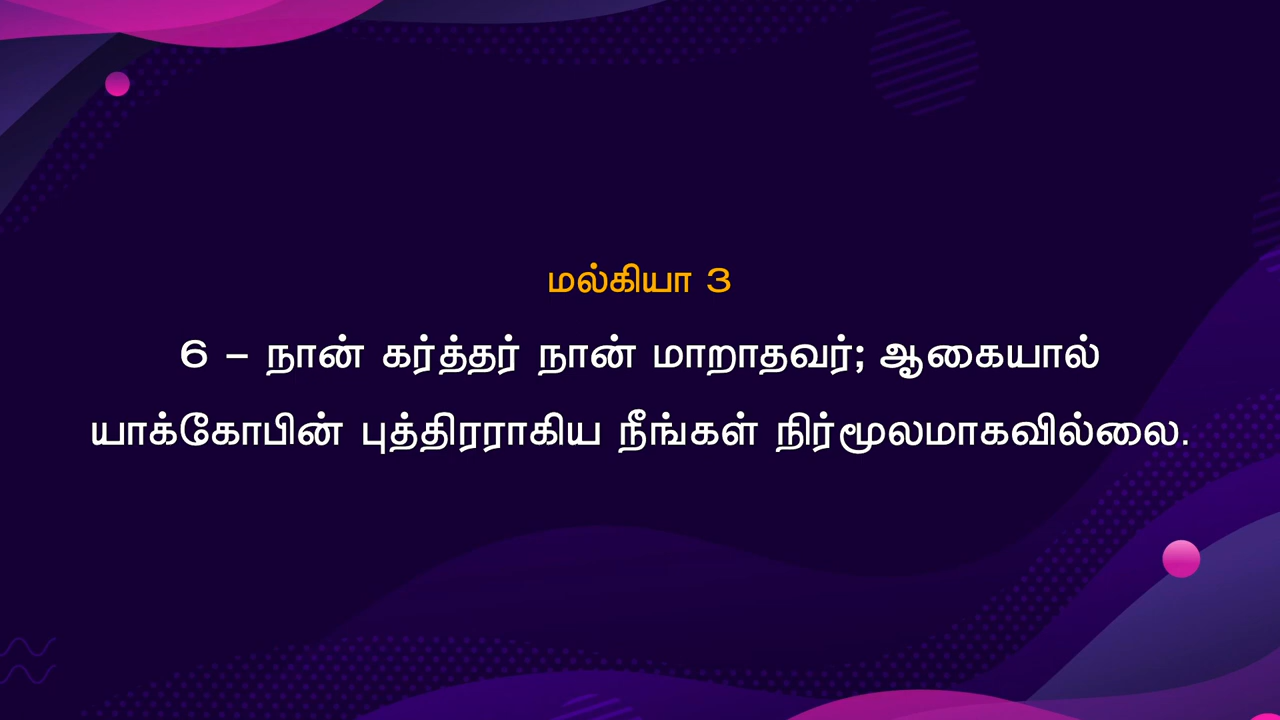 மல்கியா 3
6 – நான் கர்த்தர் நான் மாறாதவர்; ஆகையால்
யாக்கோபின் புத்திரராகிய நீங்கள் நிர்மூலமாகவில்லை.